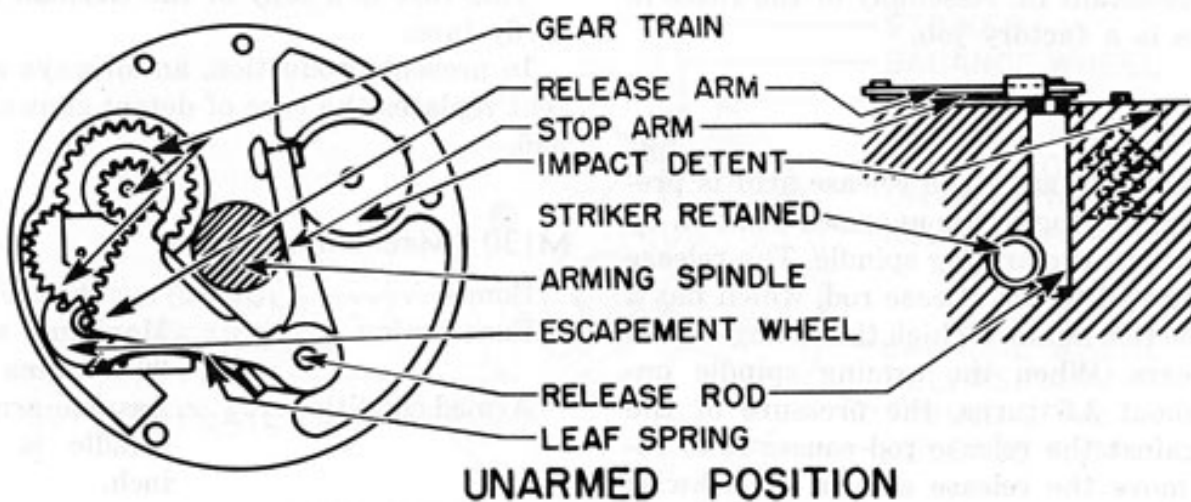 GEAR TRAIN
RELEASE ARM
STOP ARM
IMPACT DETENT
STRIKER RETAINED
ARMING SPINDLE
ESCAPEMENT WHEEL
RELEASE ROD
LEAF SPRING
UNARMED POSITION